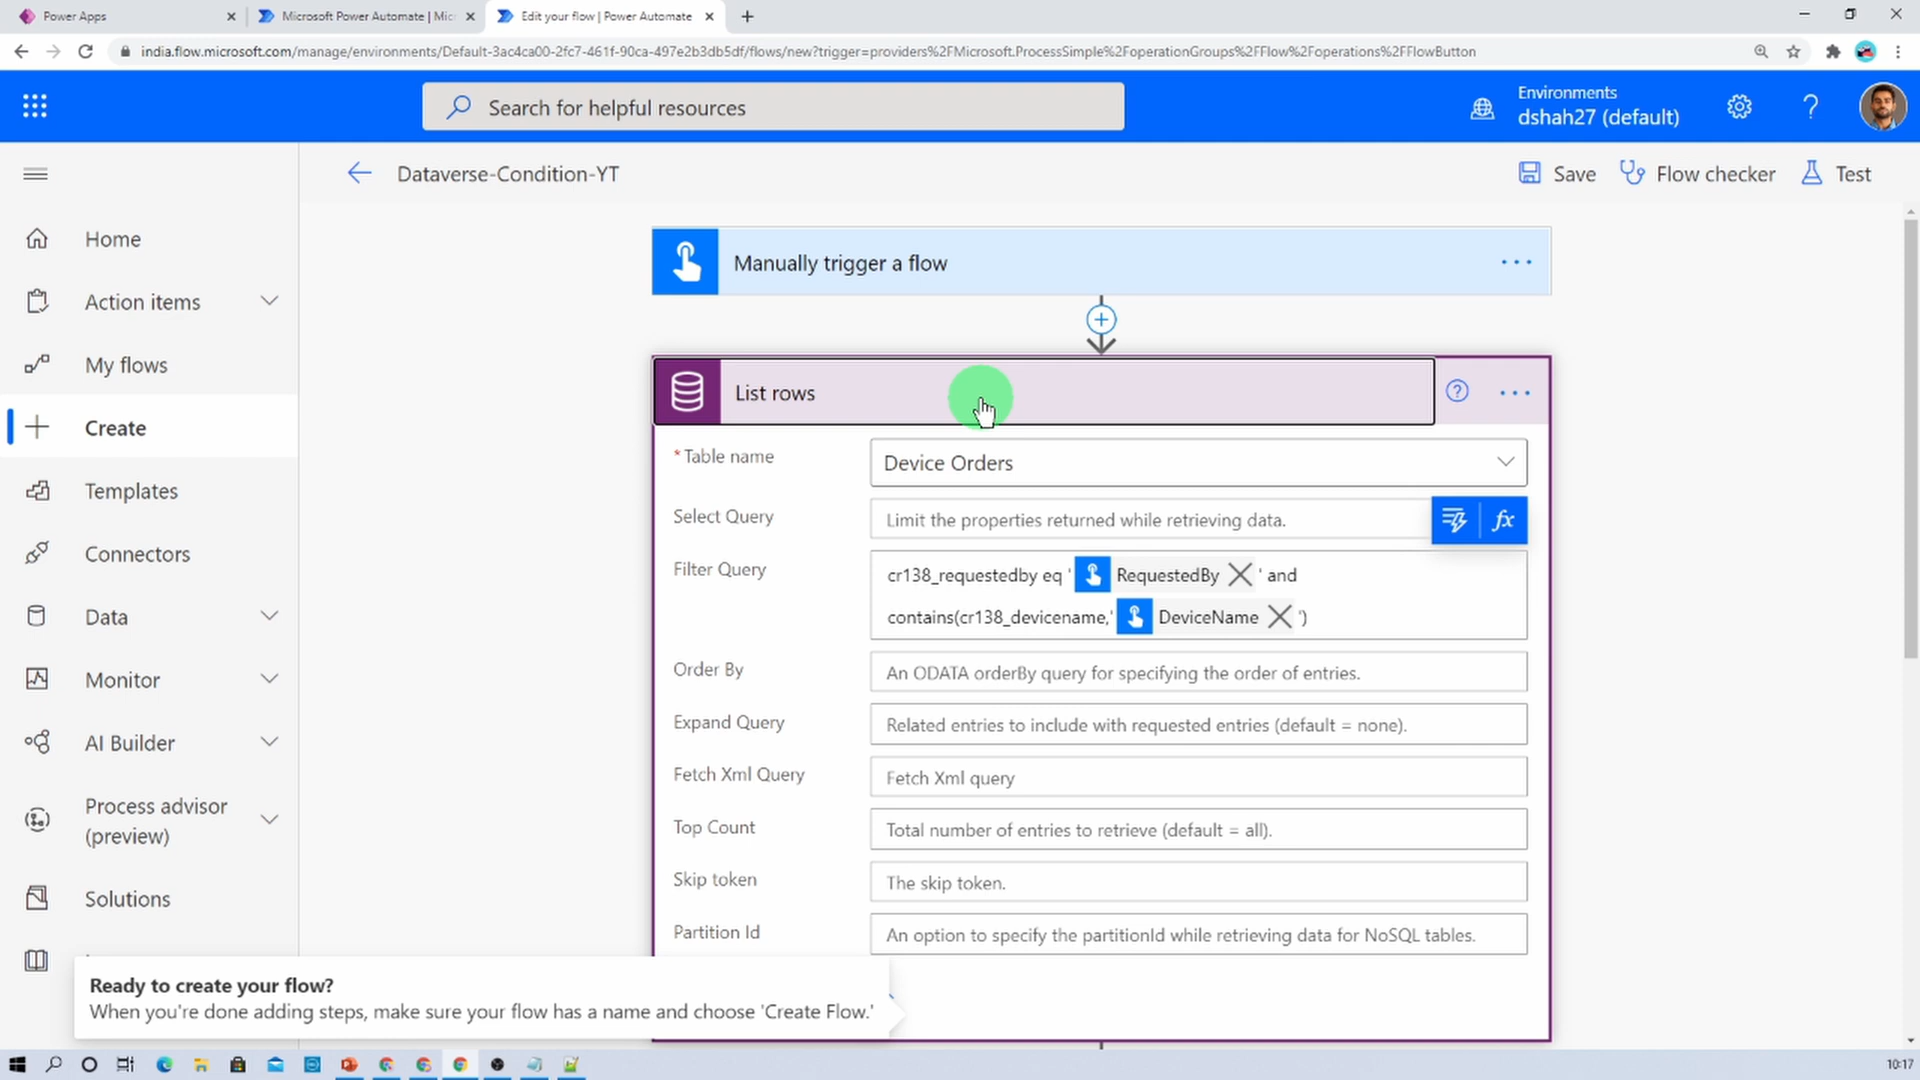 Power Apps
Microsoft Power Automate | Micr
Edit your flow | Power Automate
india.flow.microsoft.com/manage/environments/Default-3ac4ca00-2fc7-461f-90ca-497e2b3db5df/flows/new?trigger=providers%2FMicrosoft.ProcessSimple%2FoperationGroups%2FFlow%2Foperations%2FFlowButton
Search for helpful resources
Environments
dshah27 (default)
Dataverse-Condition-YT
Save
Flow checker
Test
Home
Action items
My flows
Create
Templates
Connectors
Data
Monitor
AI Builder
Process advisor
(preview)
Solutions
Manually trigger a flow
List rows
* Table name
Device Orders
Select Query
Limit the properties returned while retrieving data.
fx
Filter Query
cr138_requestedby eq ' RequestedBy ' and
contains(cr138_devicename,' DeviceName ')
Order By
An ODATA orderBy query for specifying the order of entries.
Expand Query
Related entries to include with requested entries (default = none).
Fetch Xml Query
Fetch Xml query
Top Count
Total number of entries to retrieve (default = all).
Skip token
The skip token.
Partition Id
An option to specify the partitionId while retrieving data for NoSQL tables.
Ready to create your flow?
When you're done adding steps, make sure your flow has a name and choose 'Create Flow.'
10:17